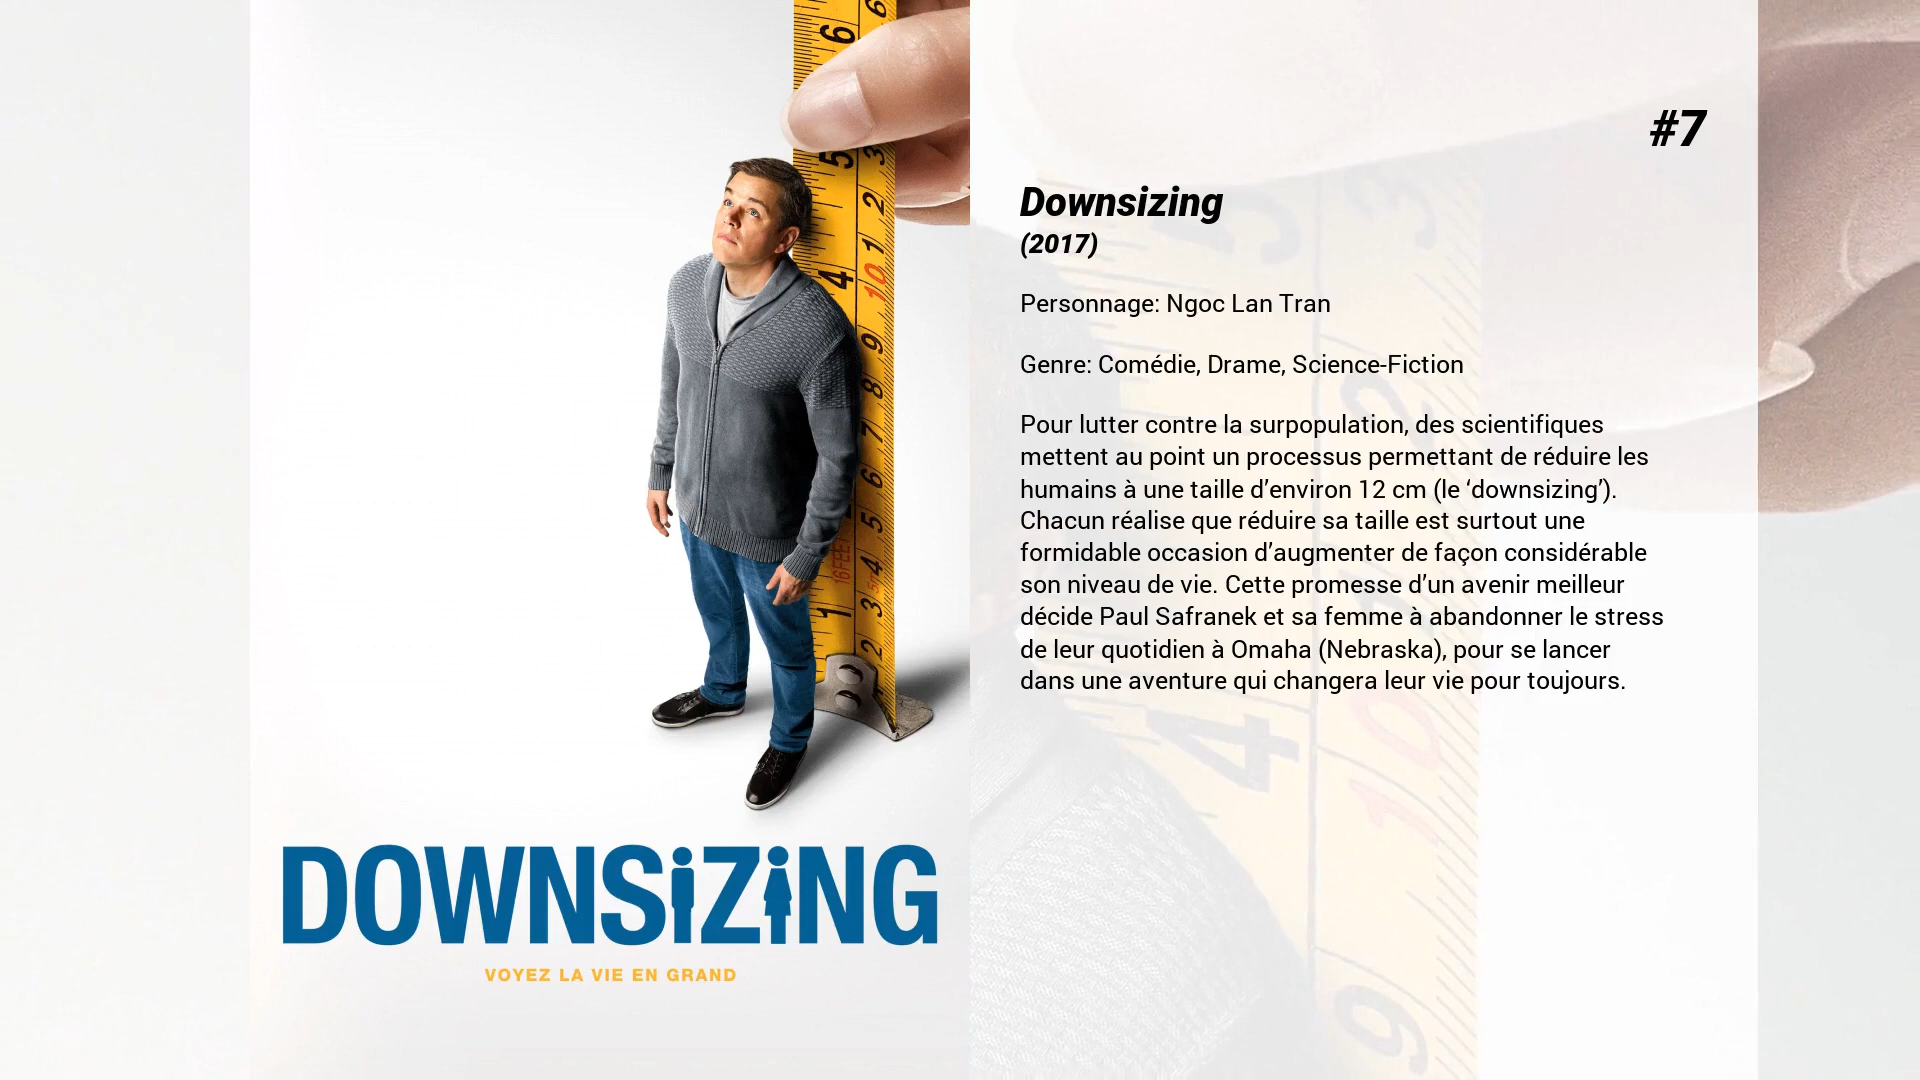 #7
Downsizing
(2017)
Personnage: Ngoc Lan Tran
Genre: Comédie, Drame, Science-Fiction
Pour lutter contre la surpopulation, des scientifiques
mettent au point un processus permettant de réduire les
humains à une taille d’environ 12 cm (le ‘downsizing’).
Chacun réalise que réduire sa taille est surtout une
formidable occasion d’augmenter de façon considérable
son niveau de vie. Cette promesse d’un avenir meilleur
décide Paul Safranek et sa femme à abandonner le stress
de leur quotidien à Omaha (Nebraska), pour se lancer
dans une aventure qui changera leur vie pour toujours.
DOWNSiZiNG
VOYEZ LA VIE EN GRAND